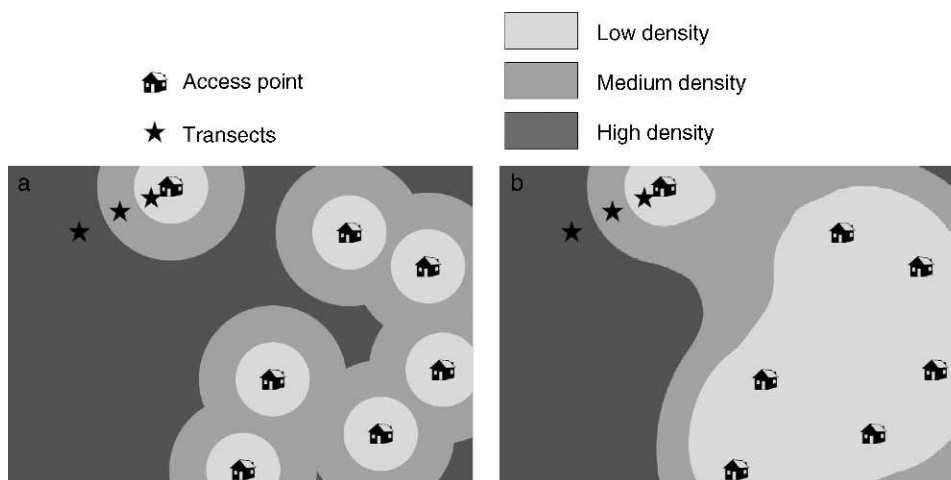 Low density
Access point
Medium density
Transects
High density
a
b